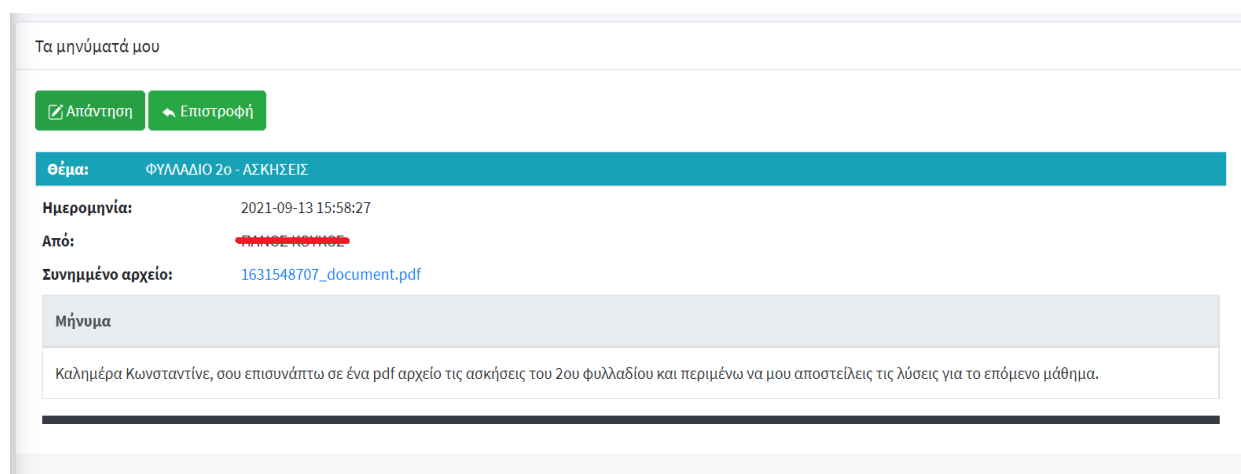 Τα μηνύματά μου
Απάντηση Επιστροφή
Θέμα: ΦΥΛΛΑΔΙΟ 2ο - ΑΣΚΗΣΕΙΣ
Ημερομηνία: 2021-09-13 15:58:27
Από:
Συνημμένο αρχείο: 1631548707_document.pdf
Μήνυμα
Καλημέρα Κωνσταντίνε, σου επισυνάπτω σε ένα pdf αρχείο τις ασκήσεις του 2ου φυλλαδίου και περιμένω να μου αποστείλεις τις λύσεις για το επόμενο μάθημα.